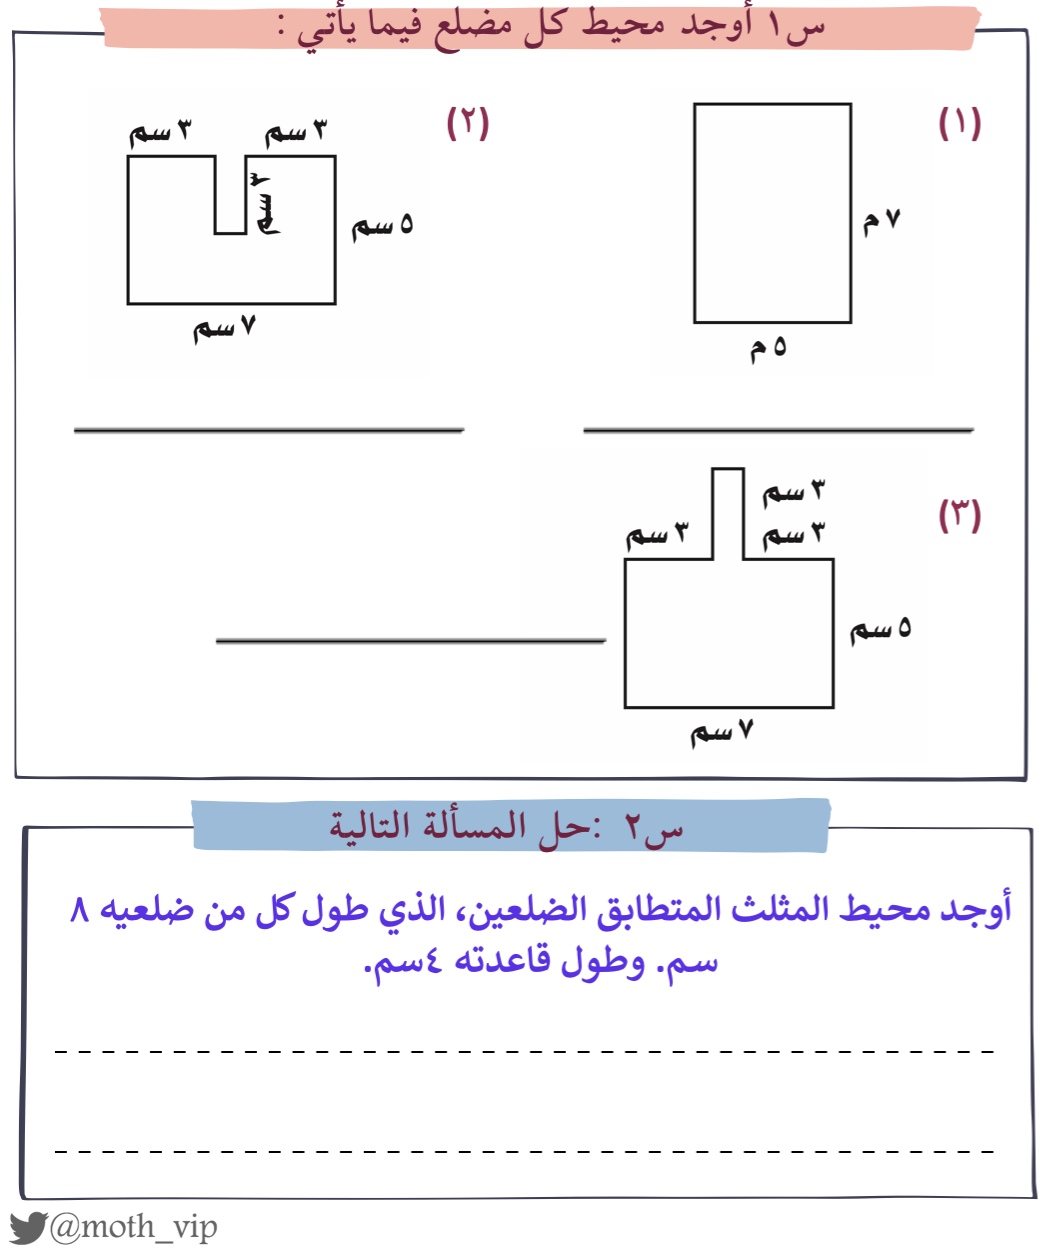 س١ أوجد محيط كل مضلع فيما يأتي :
(١)
٧ م
٥ م
(٢)
٣ سم
٣ سم
٣ سم
٥ سم
٧ سم
(٣)
٣ سم
٣ سم
٣ سم
٥ سم
٧ سم
س٢ :حل المسألة التالية
أوجد محيط المثلث المتطابق الضلعين، الذي طول كل من ضلعيه ٨
سم. وطول قاعدته ٤سم.
@moth_vip